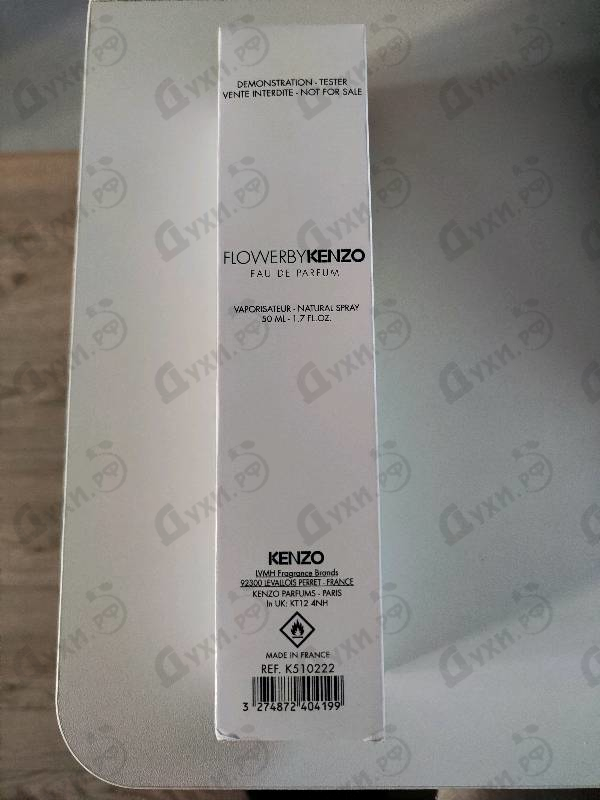 DEMONSTRATION - TESTER
VENTE INTERDITE - NOT FOR SALE
FLOWERBYKENZO
EAU DE PARFUM
VAPORISATEUR - NATURAL SPRAY
50 ML - 1.7 FL.OZ.
KENZO
LVMH Fragrance Brands
92300 LEVALLOIS PERRET - FRANCE
KENZO PARFUMS - PARIS
In UK: KT12 4NH
MADE IN FRANCE
REF. K510222
3 274872 404199
Духи.рф